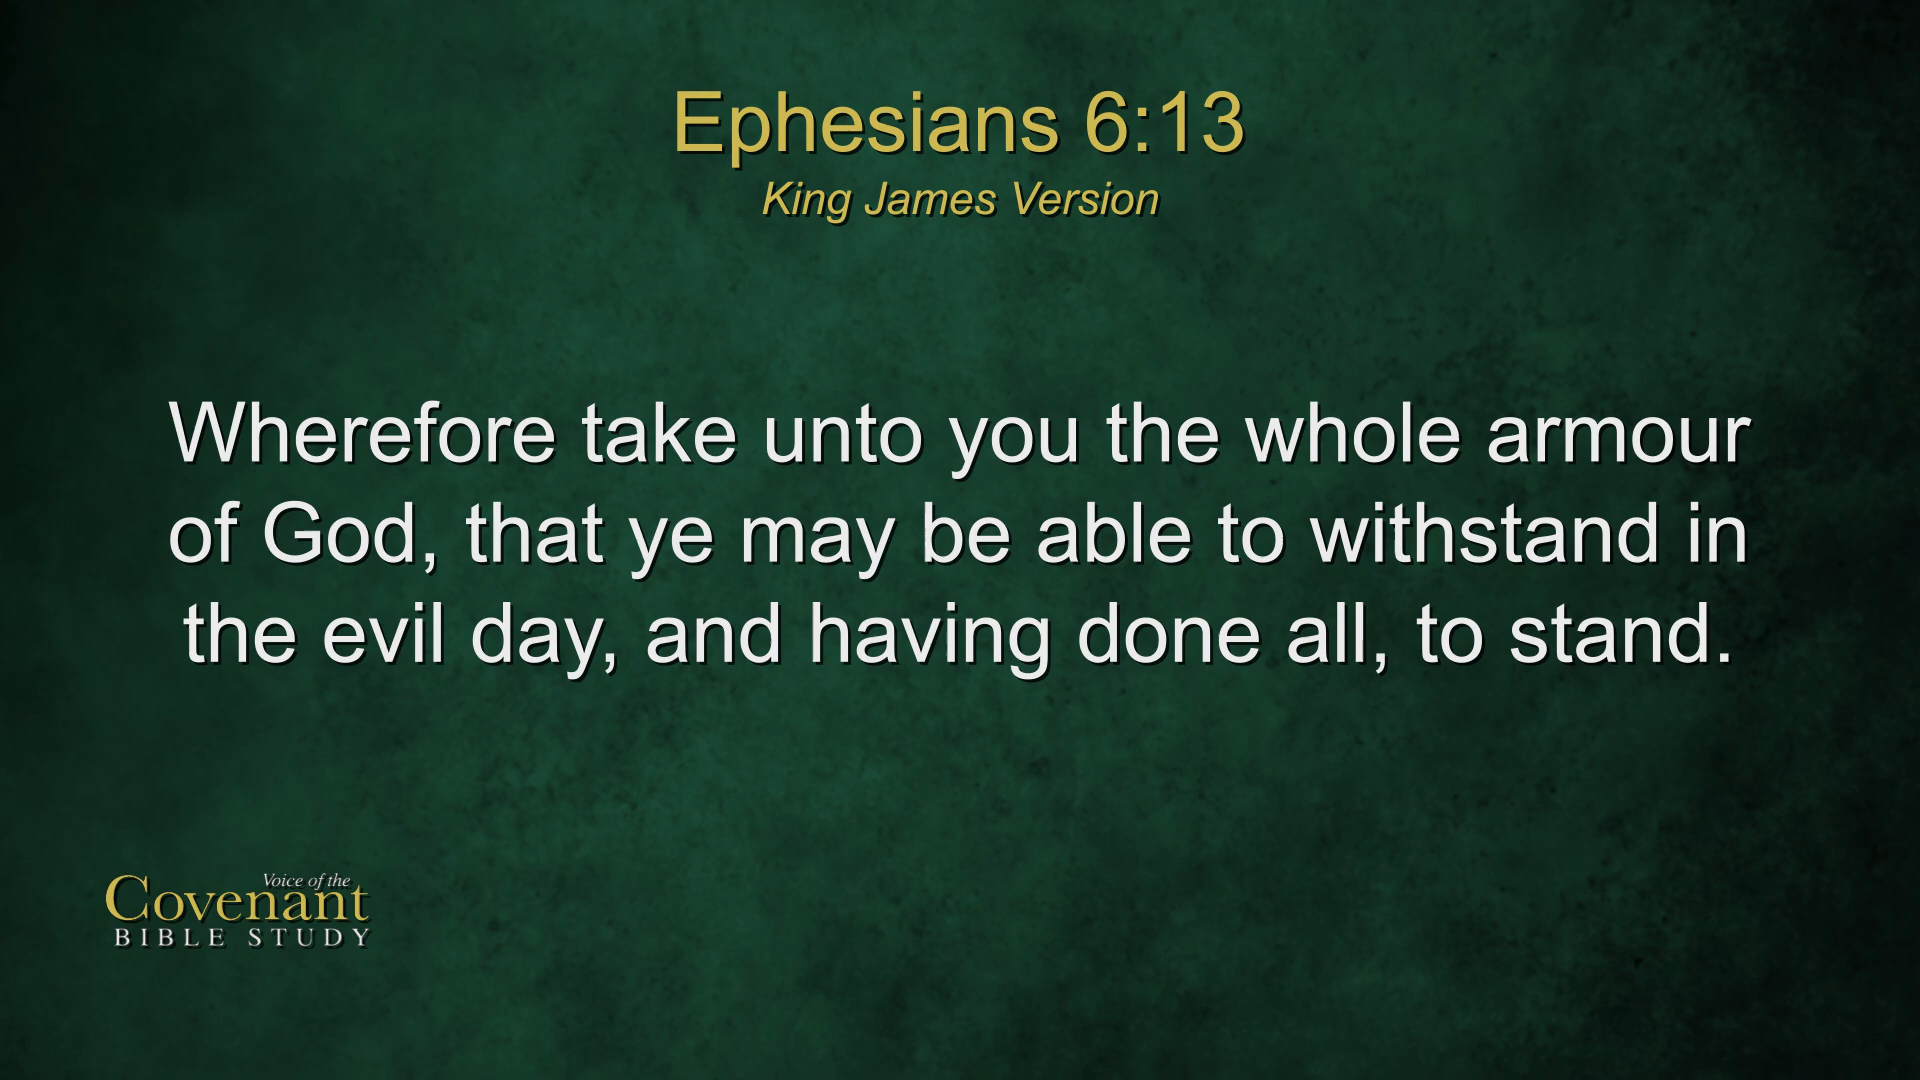 Ephesians 6:13
King James Version
Wherefore take unto you the whole armour
of God, that ye may be able to withstand in
the evil day, and having done all, to stand.
Voice of the
Covenant
BIBLE STUDY